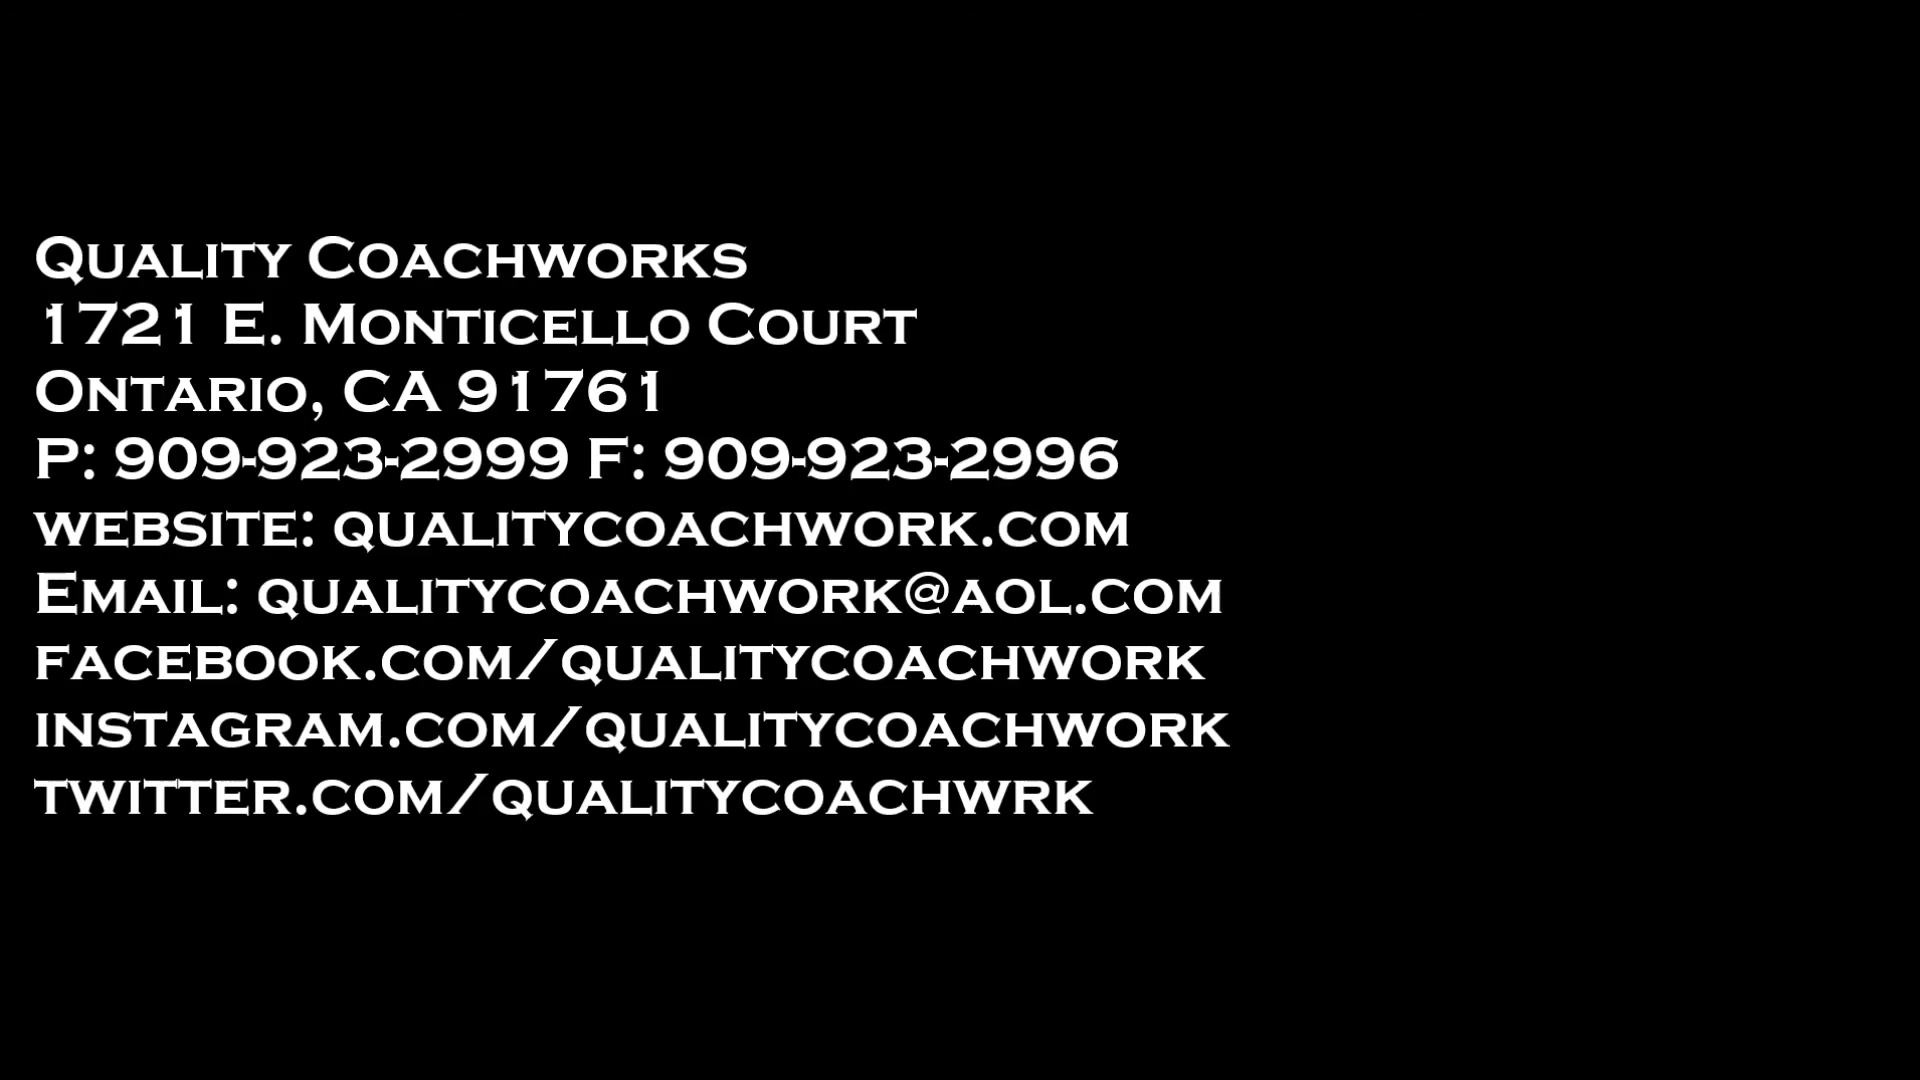 Quality Coachworks
1721 E. Monticello Court
Ontario, CA 91761
P: 909-923-2999 F: 909-923-2996
website: qualitycoachwork.com
Email: qualitycoachwork@aol.com
facebook.com/qualitycoachwork
instagram.com/qualitycoachwork
twitter.com/qualitycoachwrk